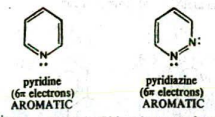 N
N:
N
pyridine
(6π electrons)
AROMATIC
pyridiazine
(6π electrons)
AROMATIC